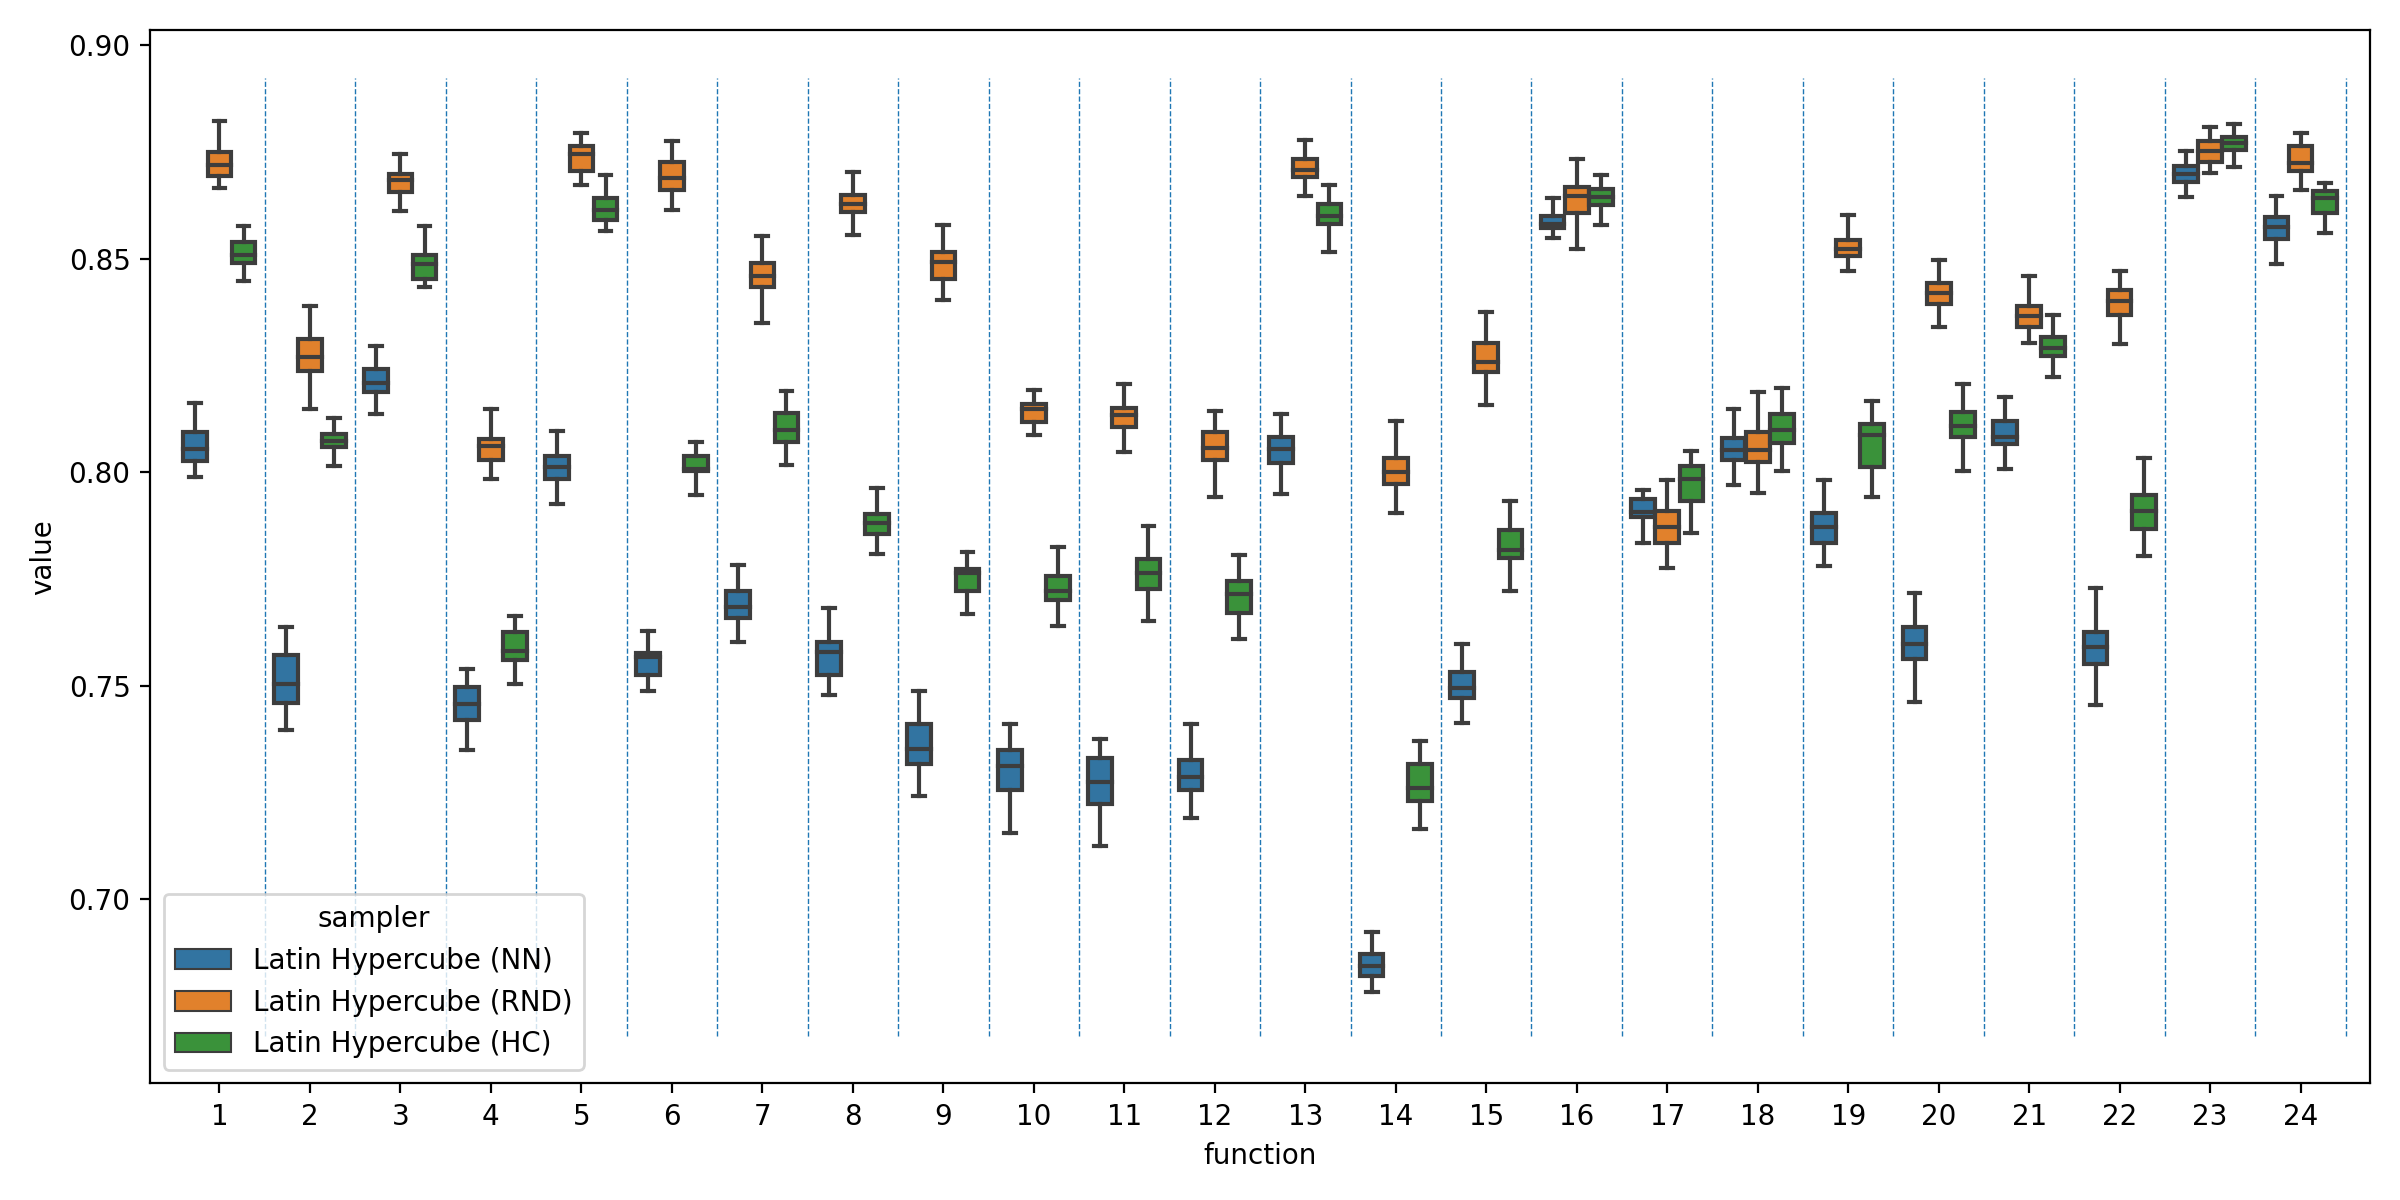 0.90
0.85
0.80
0.75
0.70
value
sampler
Latin Hypercube (NN)
Latin Hypercube (RND)
Latin Hypercube (HC)
1 2 3 4 5 6 7 8 9 10 11 12 13 14 15 16 17 18 19 20 21 22 23 24
function